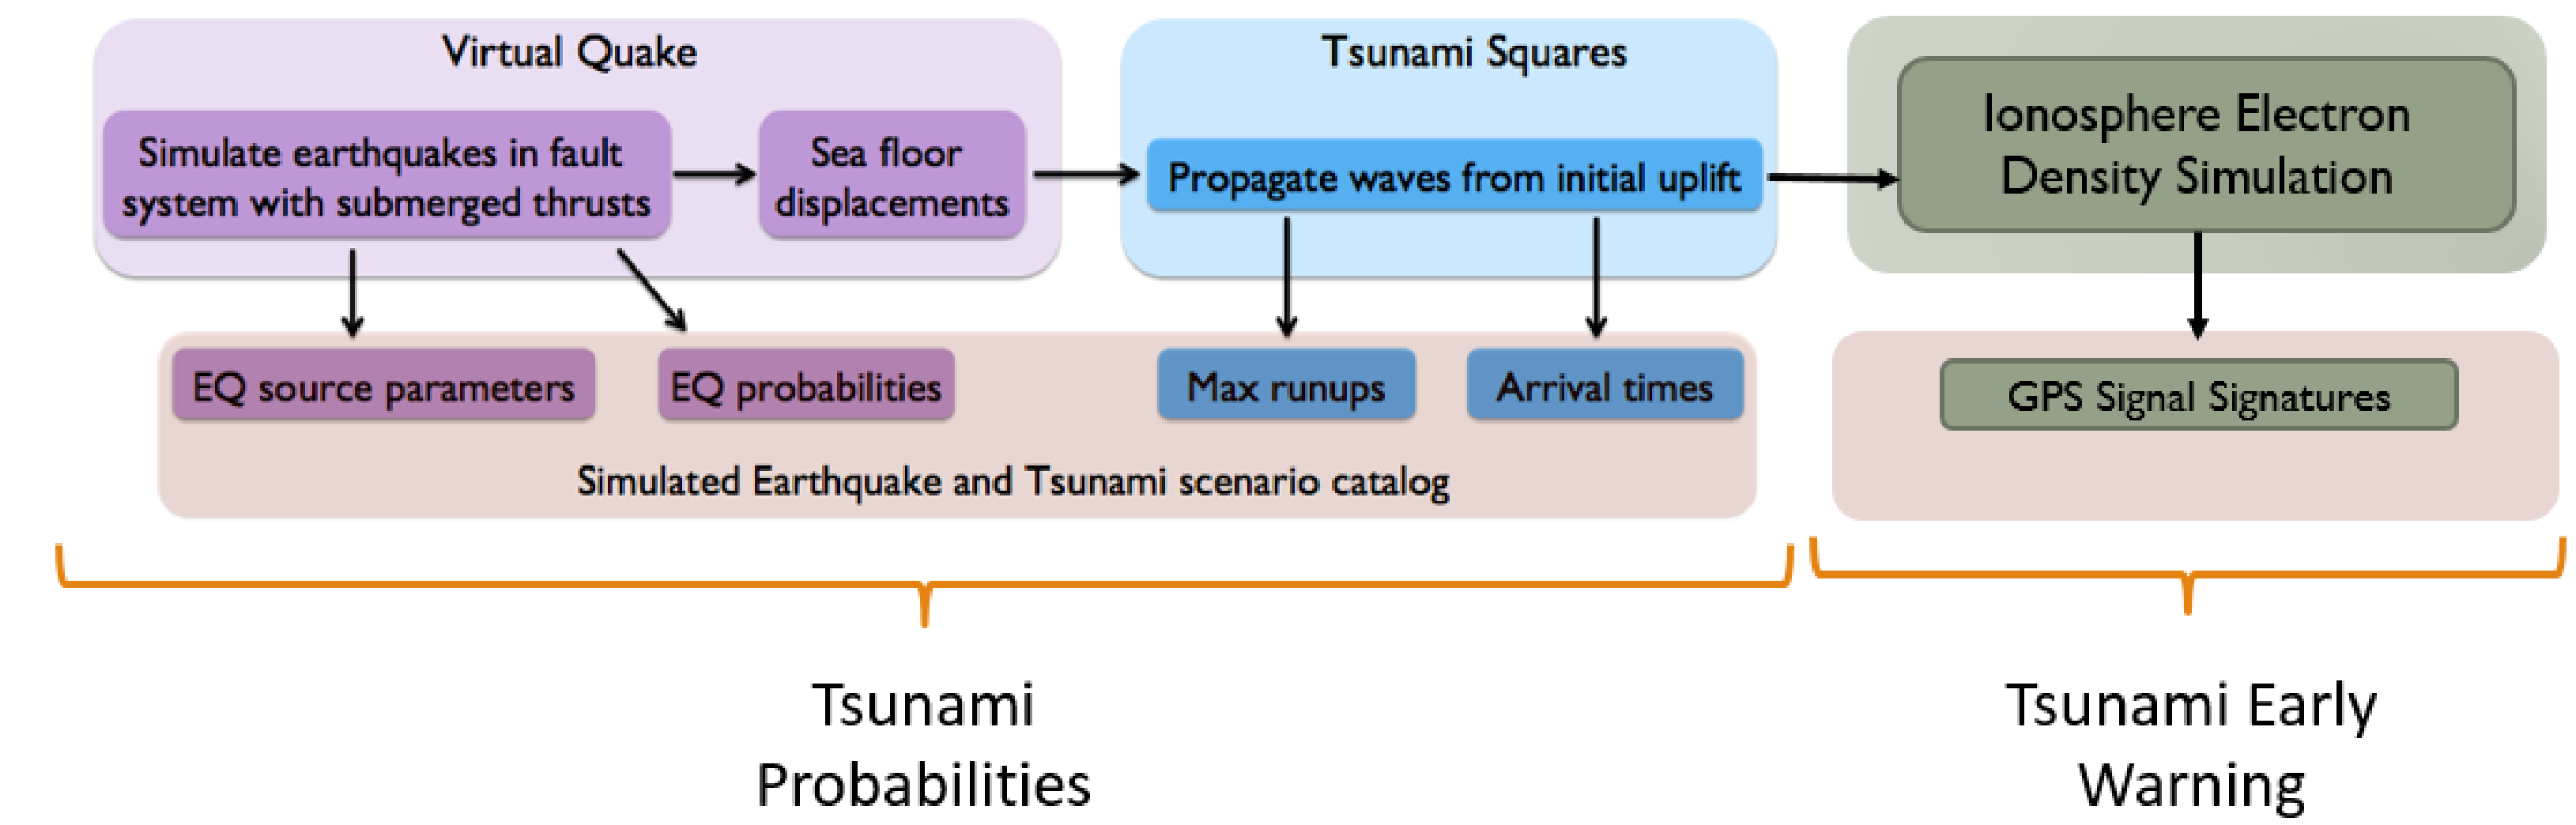 Virtual Quake
Simulate earthquakes in fault
system with submerged thrusts
Sea floor
displacements
Tsunami Squares
Propagate waves from initial uplift
Ionosphere Electron
Density Simulation
EQ source parameters
EQ probabilities
Max runups
Arrival times
Simulated Earthquake and Tsunami scenario catalog
GPS Signal Signatures
Tsunami
Probabilities
Tsunami Early
Warning